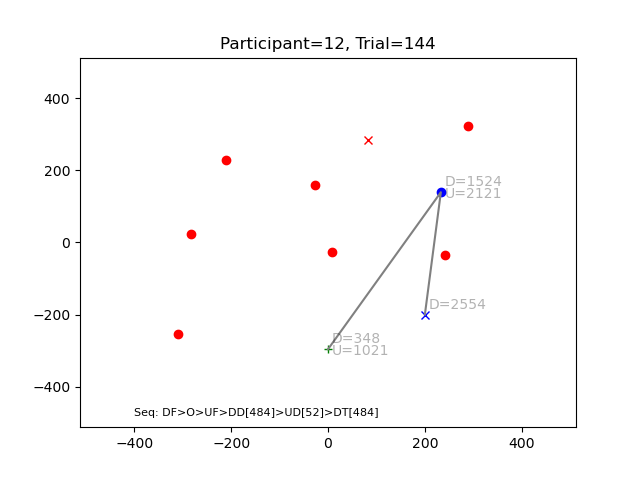 Participant=12, Trial=144
400
200
0
−200
−400
D=1524
U=2121
D=2554
D=348
U=1021
Seq: DF>O>UF>DD[484]>UD[52]>DT[484]
−400 −200 0 200 400